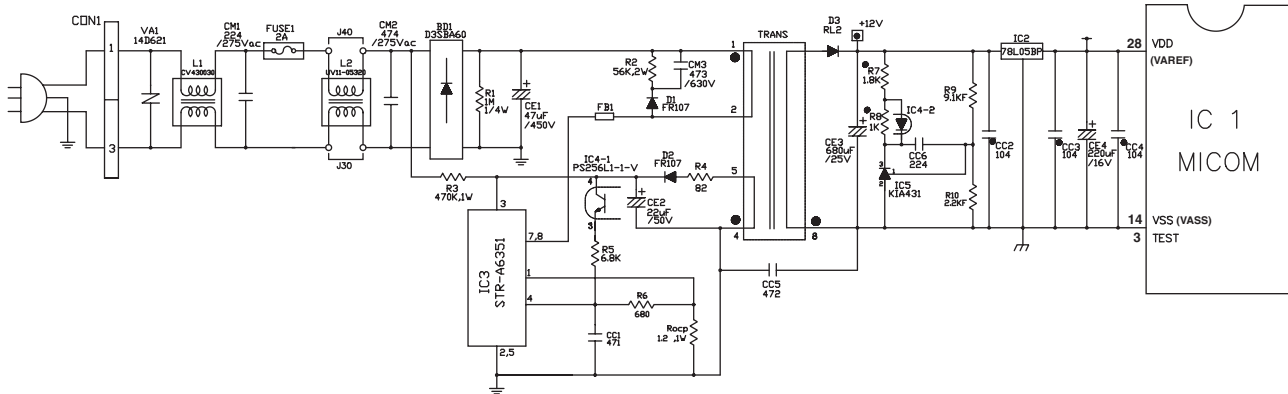 CON1
1
3
VA1
14D621
L1
CV430030
CM1
224
/275Vac
FUSE1
2A
J40
L2
UV11-05320
J30
CM2
474
/275Vac
BD1
D3SBA60
R1
1M
1/4W
CE1
47uF
/450V
R2
56K,2W
CM3
473
/630V
D1
FR107
FB1
TRANS
1
2
5
4
8
D3
RL2
+12V
R7
1.8K
R8
1K
IC4-2
R9
9.1KF
CE3
680uF
/25V
CC6
224
3
1
2
IC5
KIA431
R10
2.2KF
CC2
104
IC2
78L05BP
CC3
104
CE4
220uF
/16V
CC4
104
28 VDD
(VAREF)
IC 1
MICOM
14 VSS (VASS)
3 TEST
R3
470K,1W
IC4-1
PS256L1-1-V
4
3
D2
FR107
R4
82
CE2
22uF
/50V
R5
6.8K
IC3
STR-A6351
3
7,8
1
4
2,5
R6
680
CC1
471
Rocp
1.2 ,1W
CC5
472